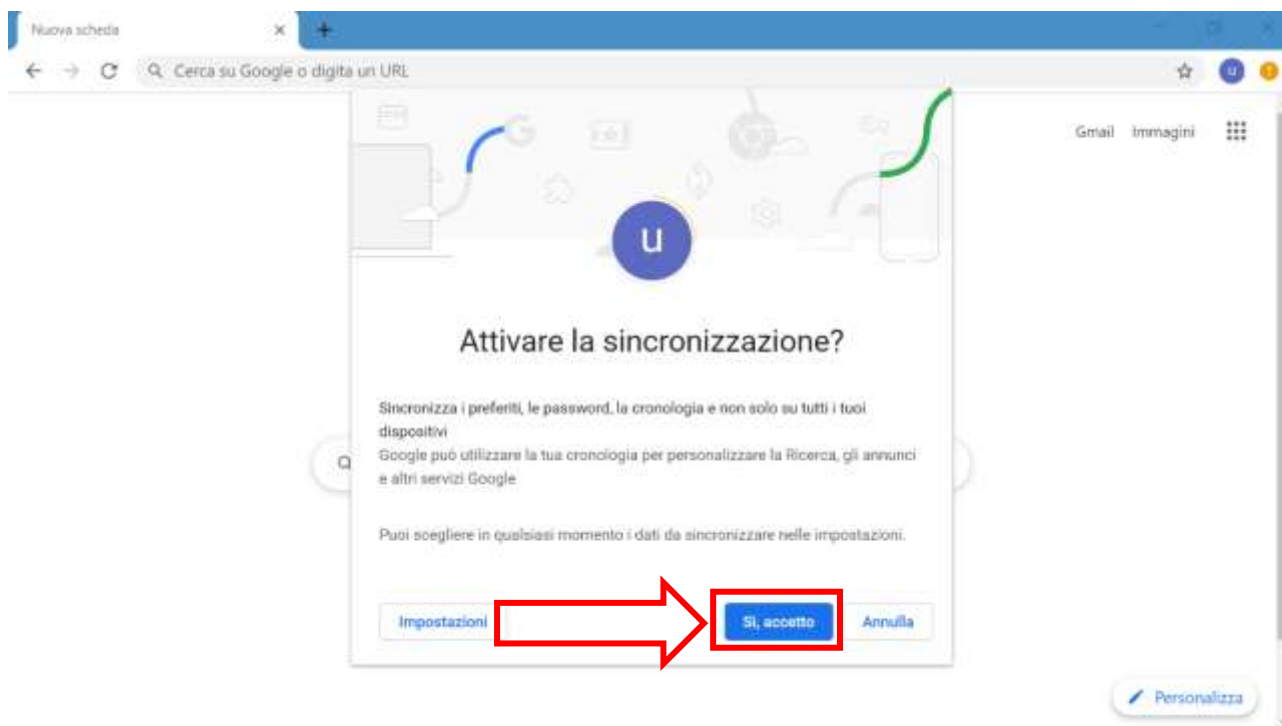 Nuova scheda
Cerca su Google o digita un URL
u
Gmail Immagini
u
Attivare la sincronizzazione?
Sincronizza i preferiti, le password, la cronologia e non solo su tutti i tuoi
dispositivi
Google può utilizzare la tua cronologia per personalizzare la Ricerca, gli annunci
e altri servizi Google
Puoi scegliere in qualsiasi momento i dati da sincronizzare nelle impostazioni.
Impostazioni
Sì, accetto
Annulla
Personalizza